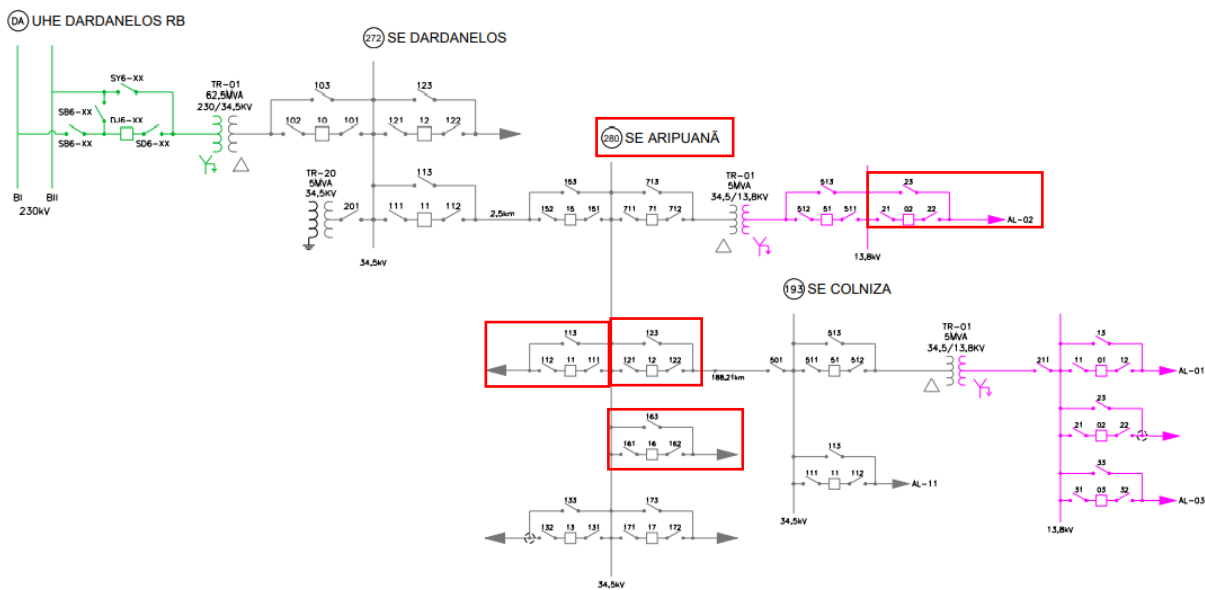 DA UHE DARDANELOS RB
272 SE DARDANELOS
SY6-XX
SB6-XX
DJ6-XX
SB6-XX
SD6-XX
BI
BII
230kV
TR-01
62,5MVA
230/34,5KV
103
102
10
101
123
121
12
122
TR-20
5MVA
34,5KV
201
113
111
11
112
34,5kV
2,5km
280 SE ARIPUANÃ
153
152
15
151
713
711
71
712
TR-01
5MVA
34,5/13,8KV
513
512
51
511
23
21
02
22
AL-02
13,8kV
113
112
11
111
123
121
12
122
188,21km
163
161
16
162
133
132
13
131
173
171
17
172
34,5kV
193 SE COLNIZA
501
513
511
51
512
113
111
11
112
AL-11
34,5kV
TR-01
5MVA
34,5/13,8KV
211
13
11
01
12
AL-01
23
21
02
22
33
31
03
32
AL-03
13,8kV